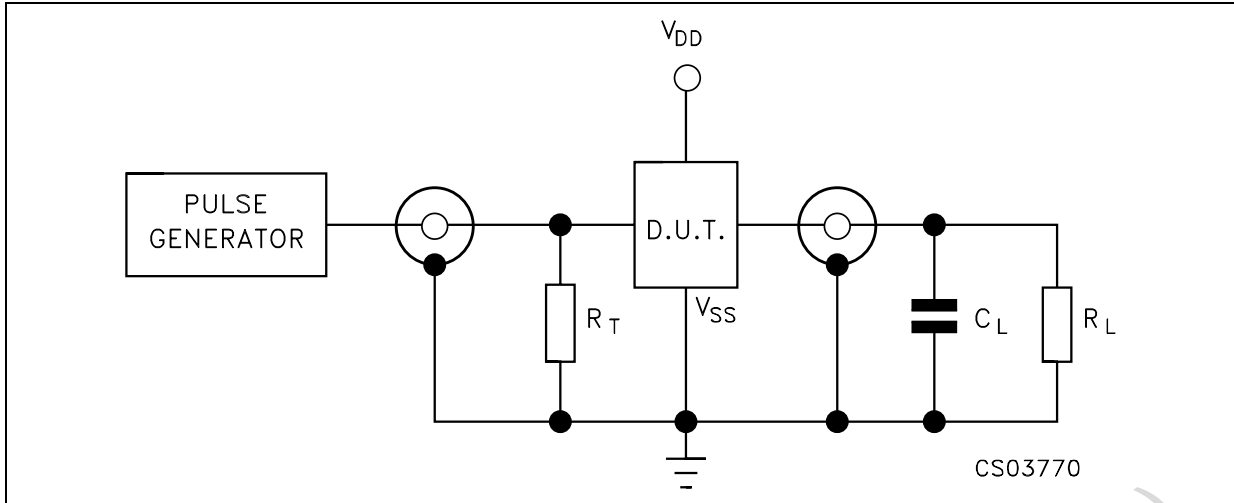 VDD
PULSE
GENERATOR
D.U.T.
VSS
RT
CL
RL
CS03770